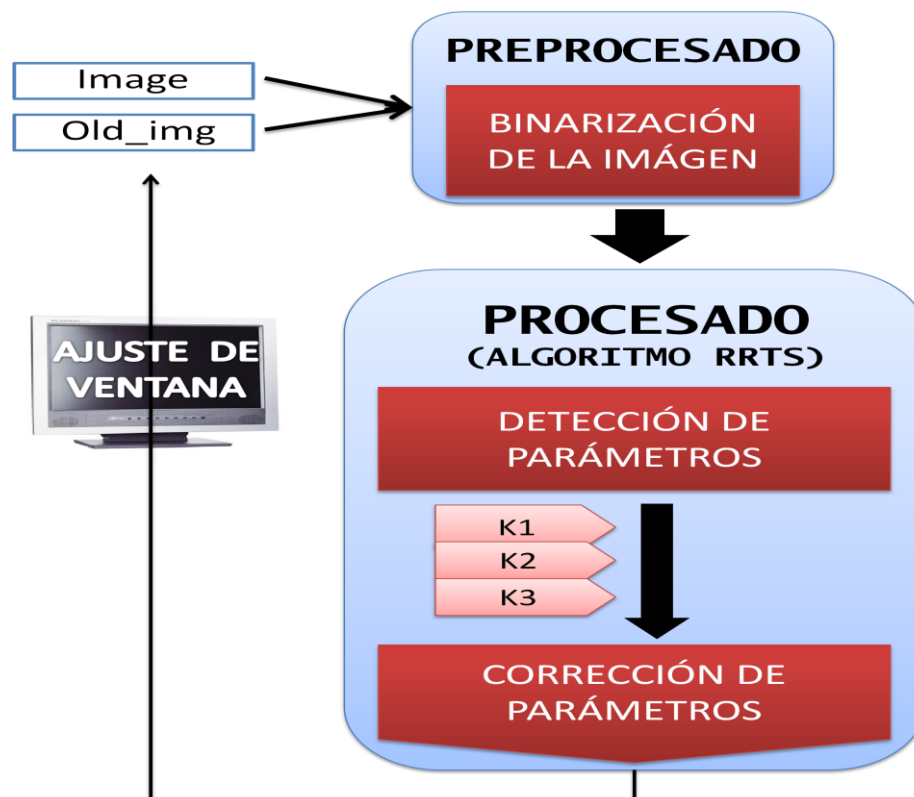 Image
Old_img
PREPROCESADO
BINARIZACIÓN
DE LA IMÁGEN
AJUSTE DE
VENTANA
PROCESADO
(ALGORITMO RRTS)
DETECCIÓN DE
PARÁMETROS
K1
K2
K3
CORRECCIÓN DE
PARÁMETROS